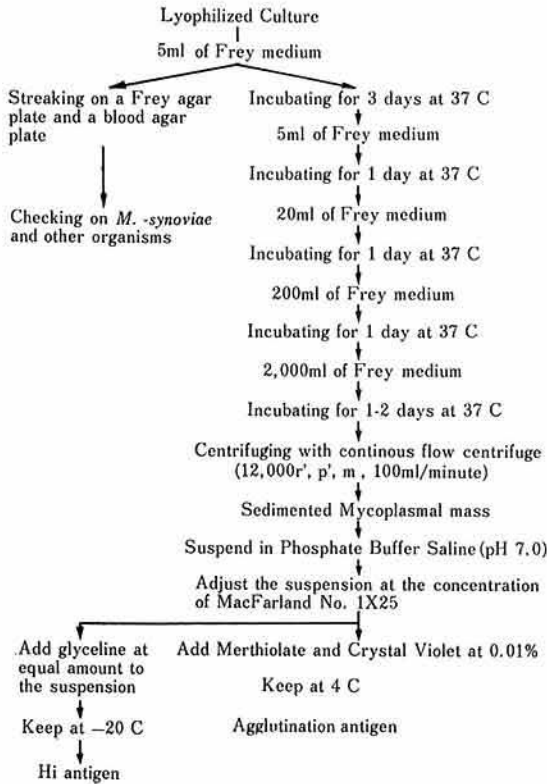 Lyophilized Culture
5ml of Frey medium
Streaking on a Frey agar
plate and a blood agar
plate
Checking on M. -synoviae
and other organisms
Incubating for 3 days at 37 C
5ml of Frey medium
Incubating for 1 day at 37 C
20ml of Frey medium
Incubating for 1 day at 37 C
200ml of Frey medium
Incubating for 1 day at 37 C
2,000ml of Frey medium
Incubating for 1-2 days at 37 C
Centrifuging with continous flow centrifuge
(12,000r', p', m , 100ml/minute)
Sedimented Mycoplasmal mass
Suspend in Phosphate Buffer Saline (pH 7.0)
Adjust the suspension at the concentration
of MacFarland No. 1X25
Add glyceline at
equal amount to
the suspension
Keep at —20 C
Hi antigen
Add Merthiolate and Crystal Violet at 0.01%
Keep at 4 C
Agglutination antigen